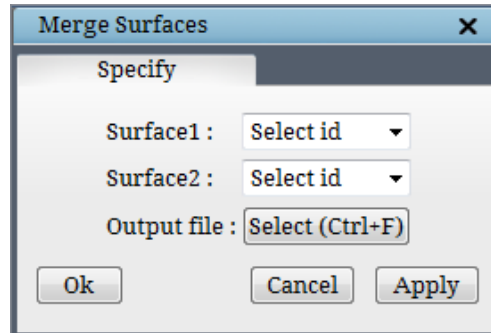 Merge Surfaces
Specify
Surface1 : Select id
Surface2 : Select id
Output file : Select (Ctrl+F)
Ok Cancel Apply